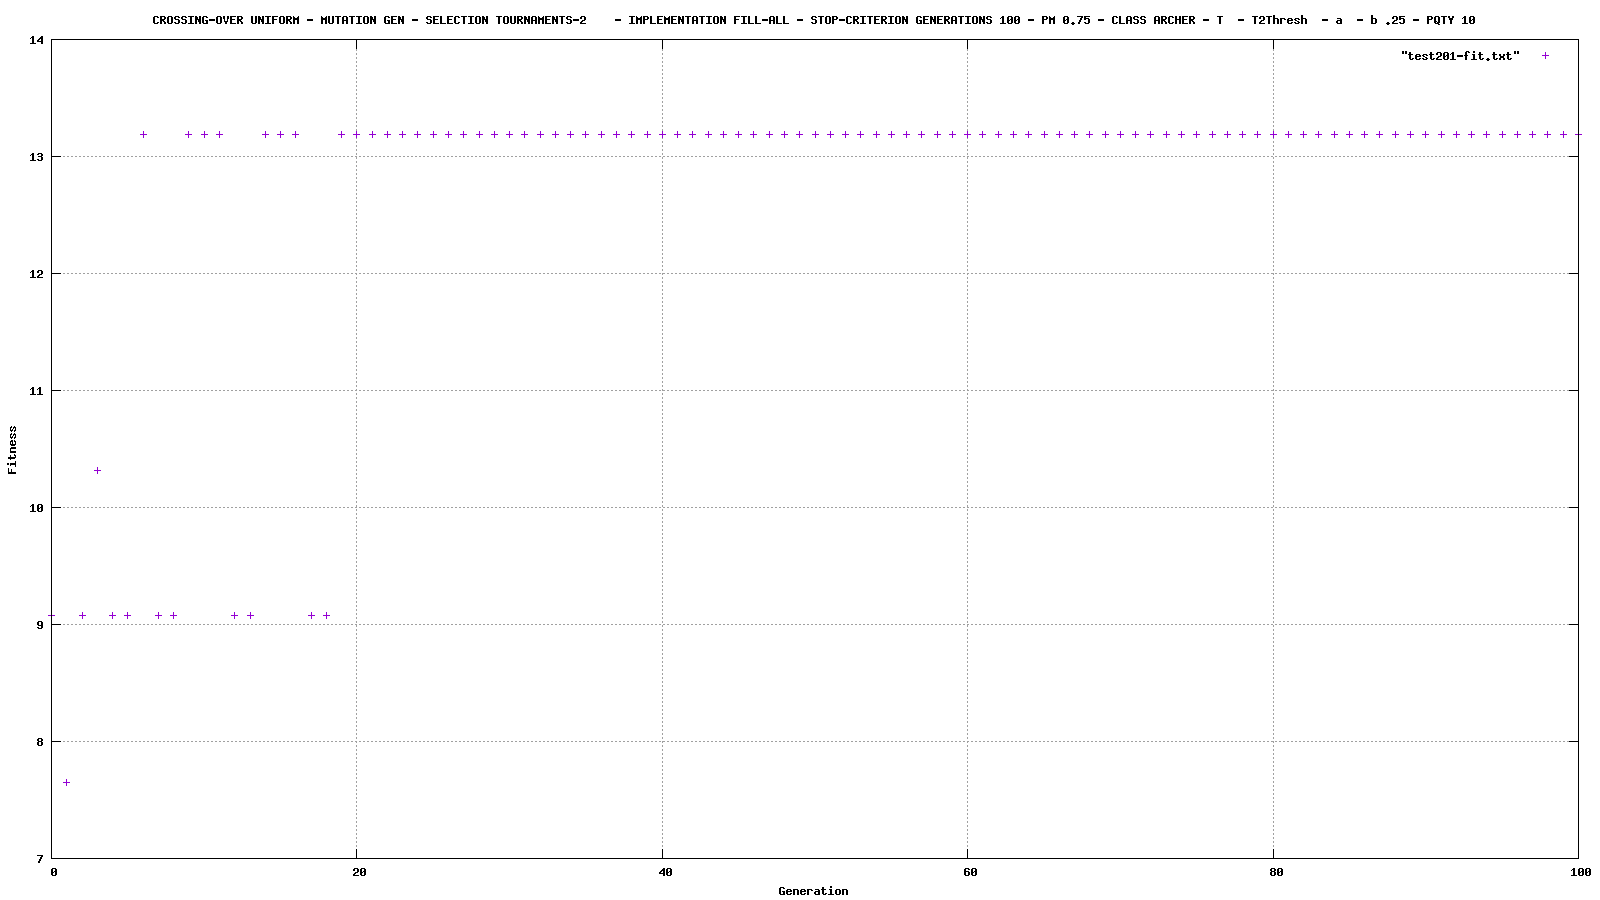 CROSSING-OVER UNIFORM - MUTATION GEN - SELECTION TOURNAMENTS-2 - IMPLEMENTATION FILL-ALL - STOP-CRITERION GENERATIONS 100 - PM 0.75 - CLASS ARCHER - T - T2Thresh - a - b .25 - PQTY 10
14
"test201-fit.txt"
13
12
11
Fitness
10
9
8
7
0 20 40 60 80 100
Generation